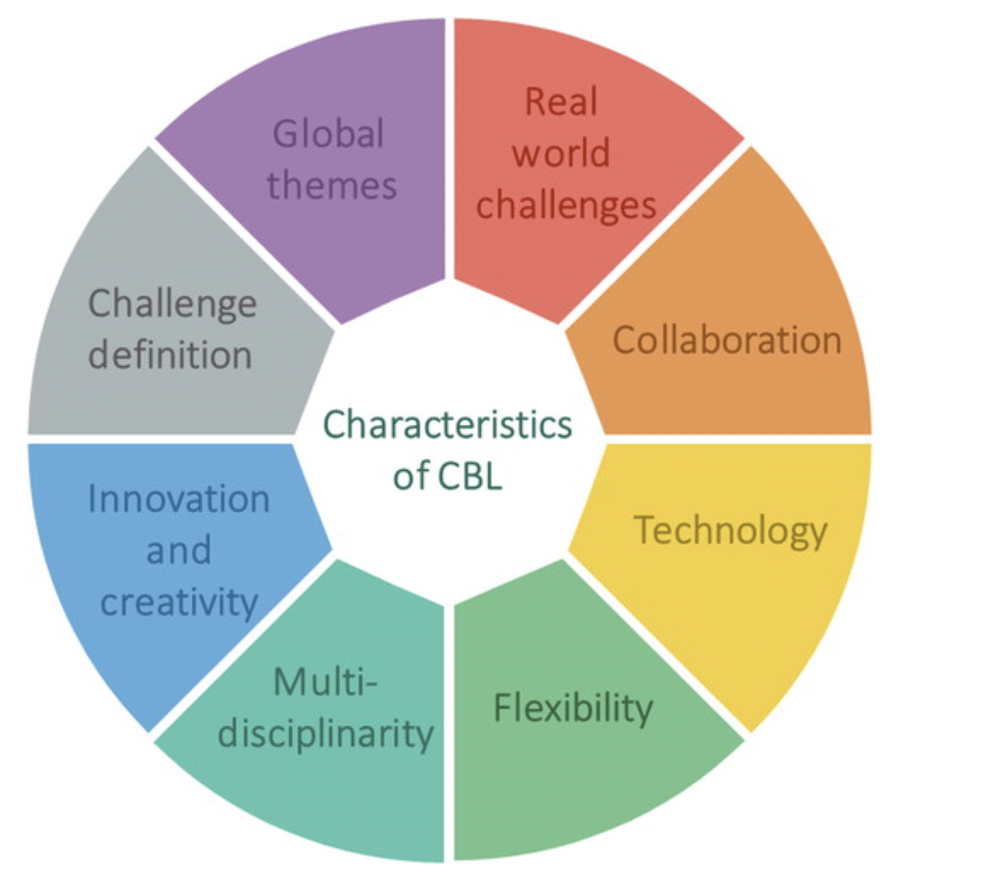 Global
themes
Real
world
challenges
Collaboration
Technology
Flexibility
Multi-
disciplinarity
Innovation
and
creativity
Challenge
definition
Characteristics
of CBL